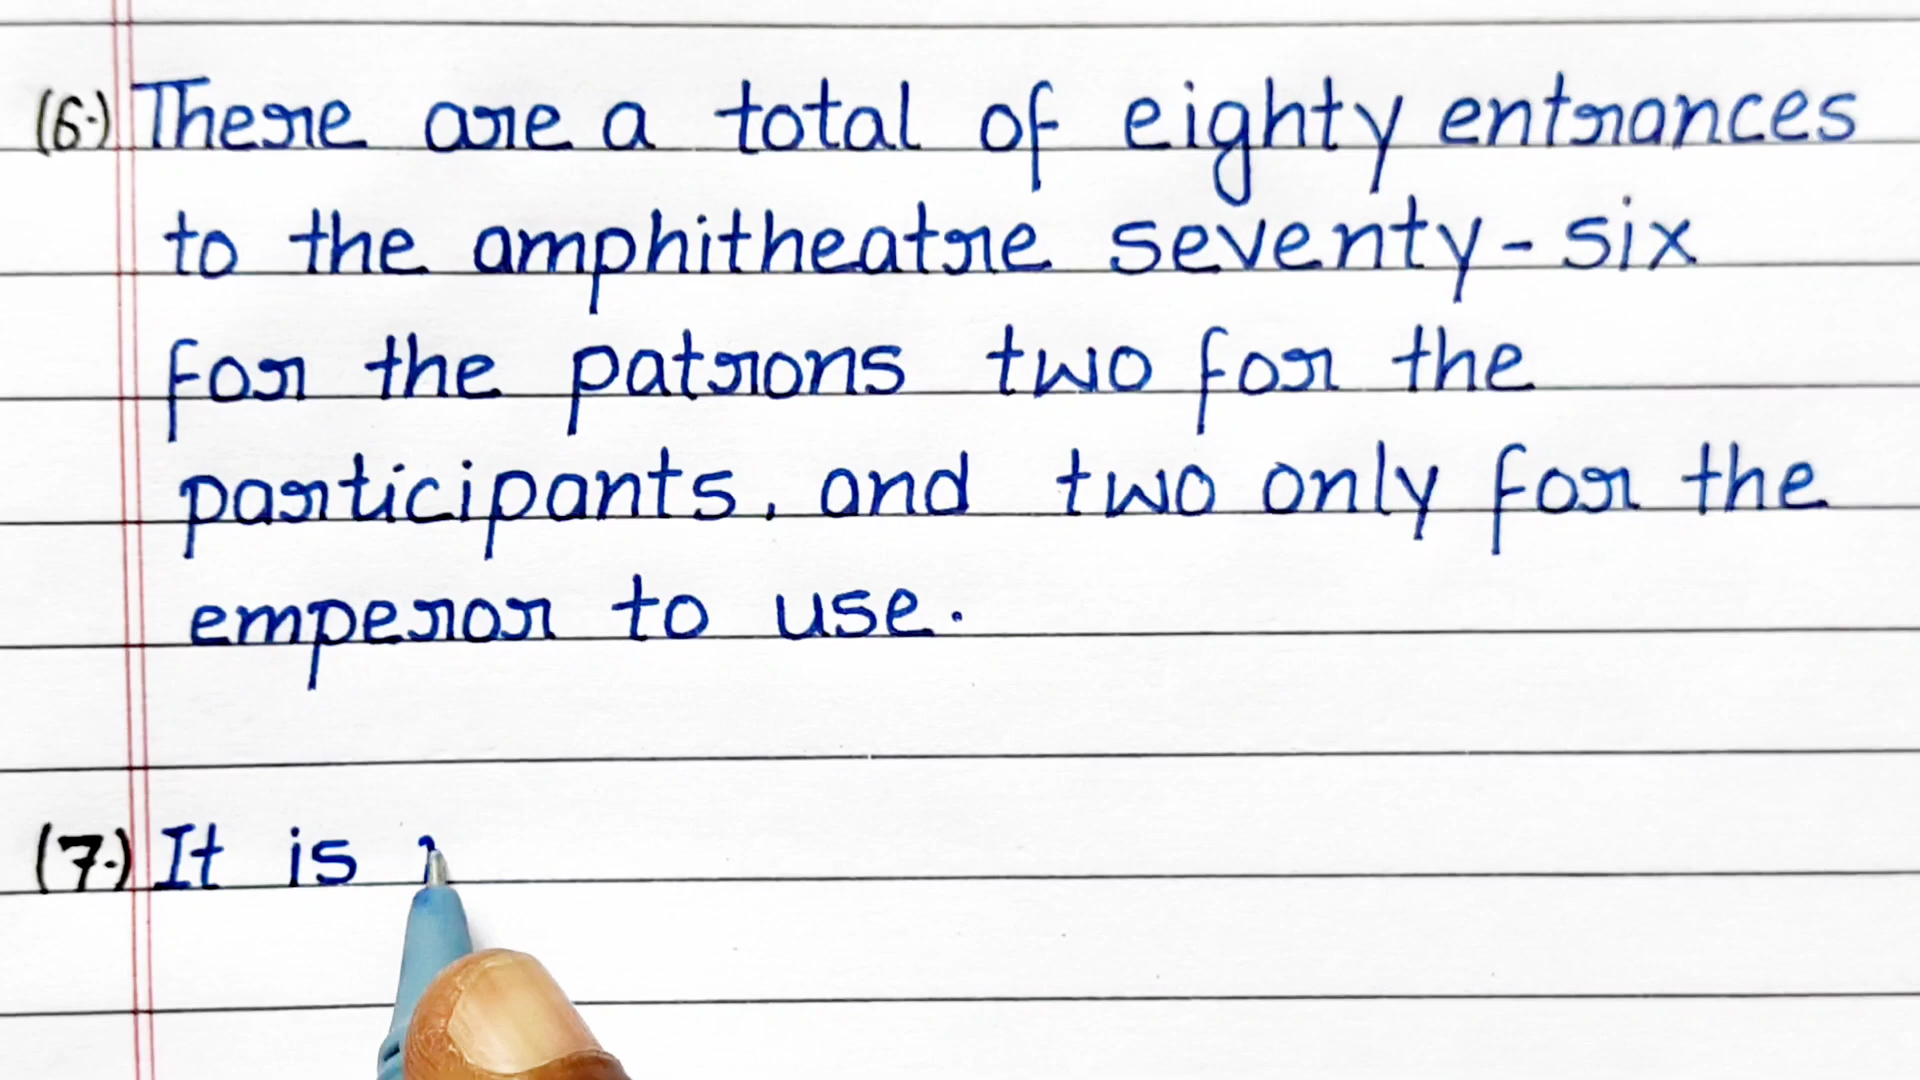 (6.) There are a total of eighty entrances
to the amphitheatre seventy-six
for the patrons two for the
participants, and two only for the
emperor to use.
(7.) It is